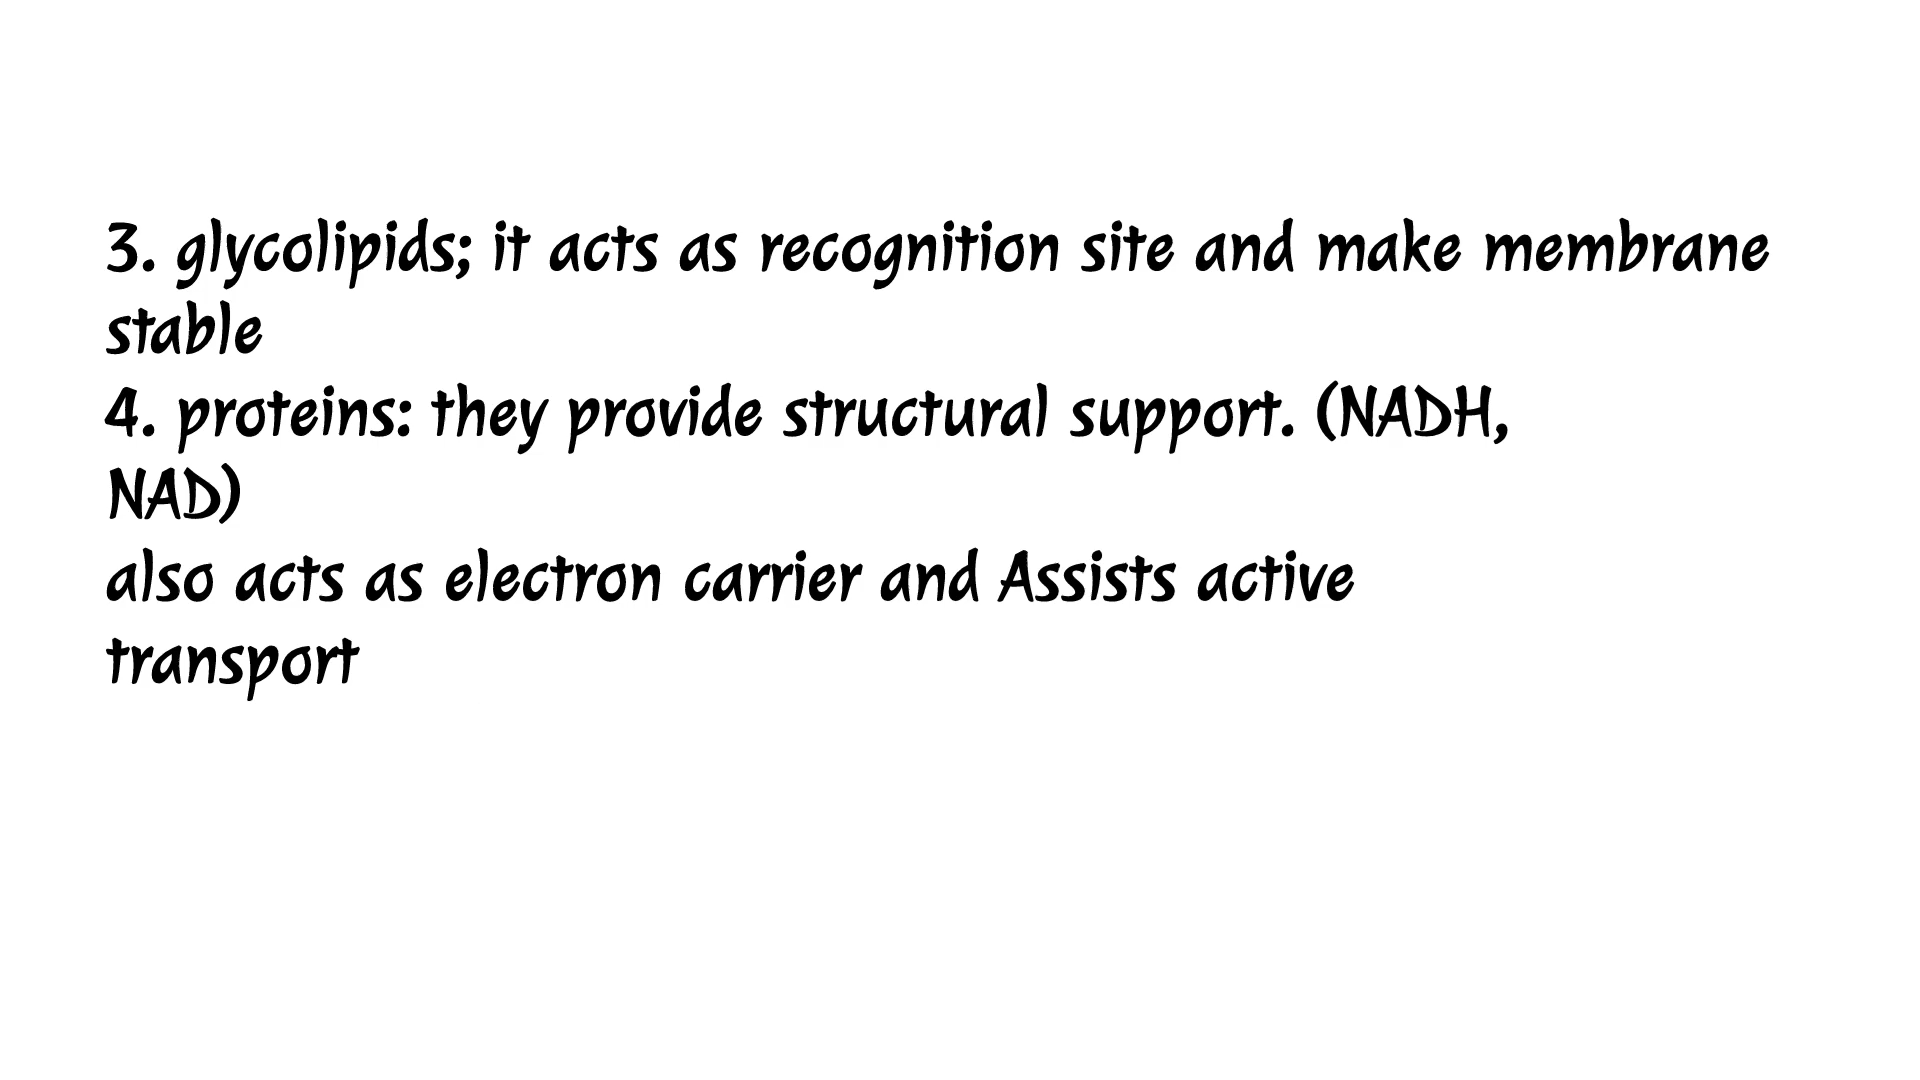 3. glycolipids; it acts as recognition site and make membrane
stable
4. proteins: they provide structural support. (NADH,
NAD)
also acts as electron carrier and Assists active
transport